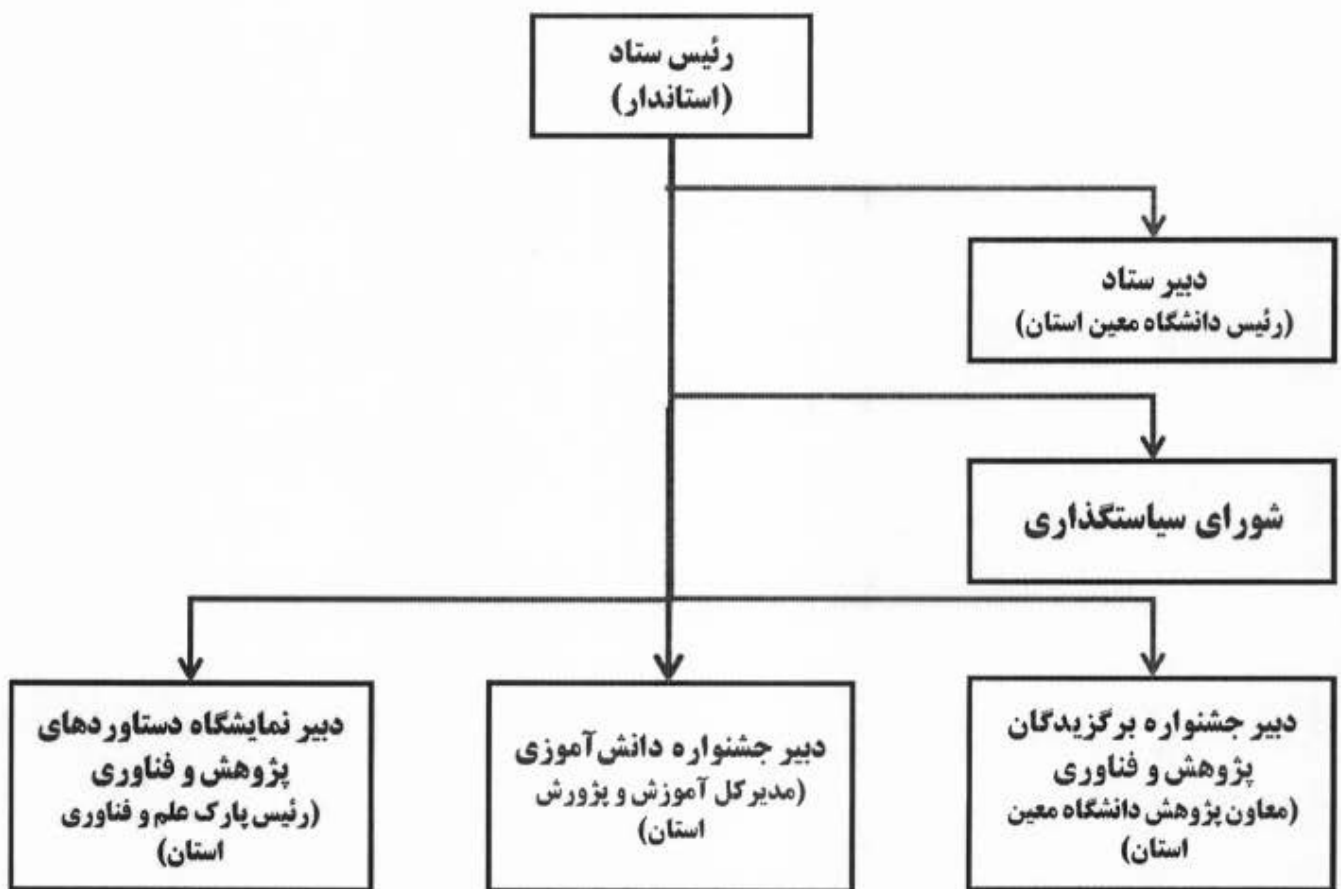 رئیس ستاد
(استاندار)
دبیر ستاد
(رئیس دانشگاه معین استان)
شورای سیاستگذاری
دبیر جشنواره برگزیدگان
پژوهش و فناوری
(معاون پژوهش دانشگاه معین
استان)
دبیر جشنواره دانش‌آموزی
(مدیرکل آموزش و پژورش
استان)
دبیر نمایشگاه دستاوردهای
پژوهش و فناوری
(رئیس پارک علم و فناوری
استان)